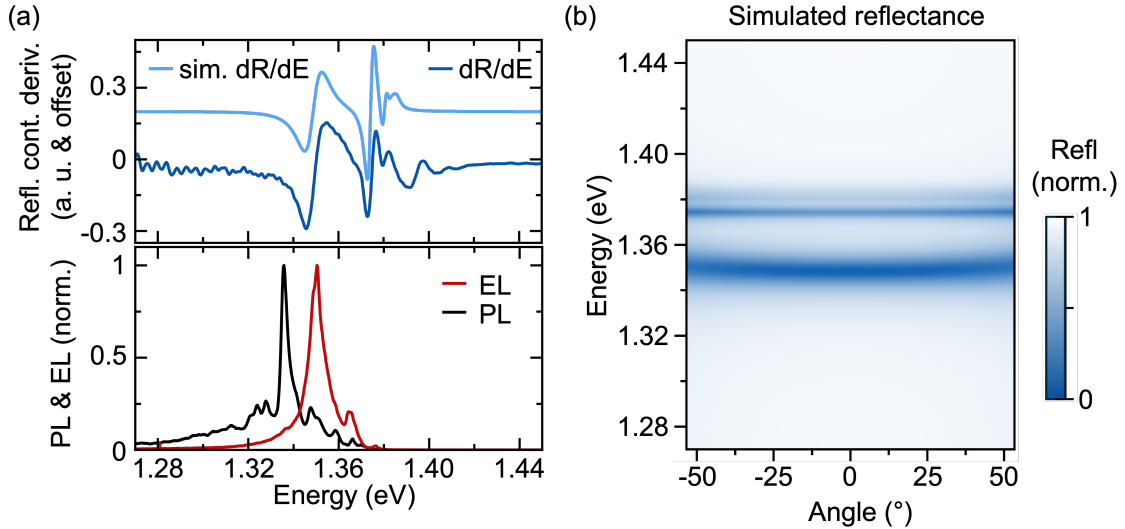 (a)
Refl. cont. deriv.
(a. u. & offset)
0.3
0
-0.3
sim. dR/dE
dR/dE
PL & EL (norm.)
1
0.5
0
EL
PL
1.28
1.32
1.36
1.40
1.44
Energy (eV)
(b)
Simulated reflectance
Energy (eV)
1.44
1.40
1.36
1.32
1.28
-50
-25
0
25
50
Angle (°)
Refl
(norm.)
1
0